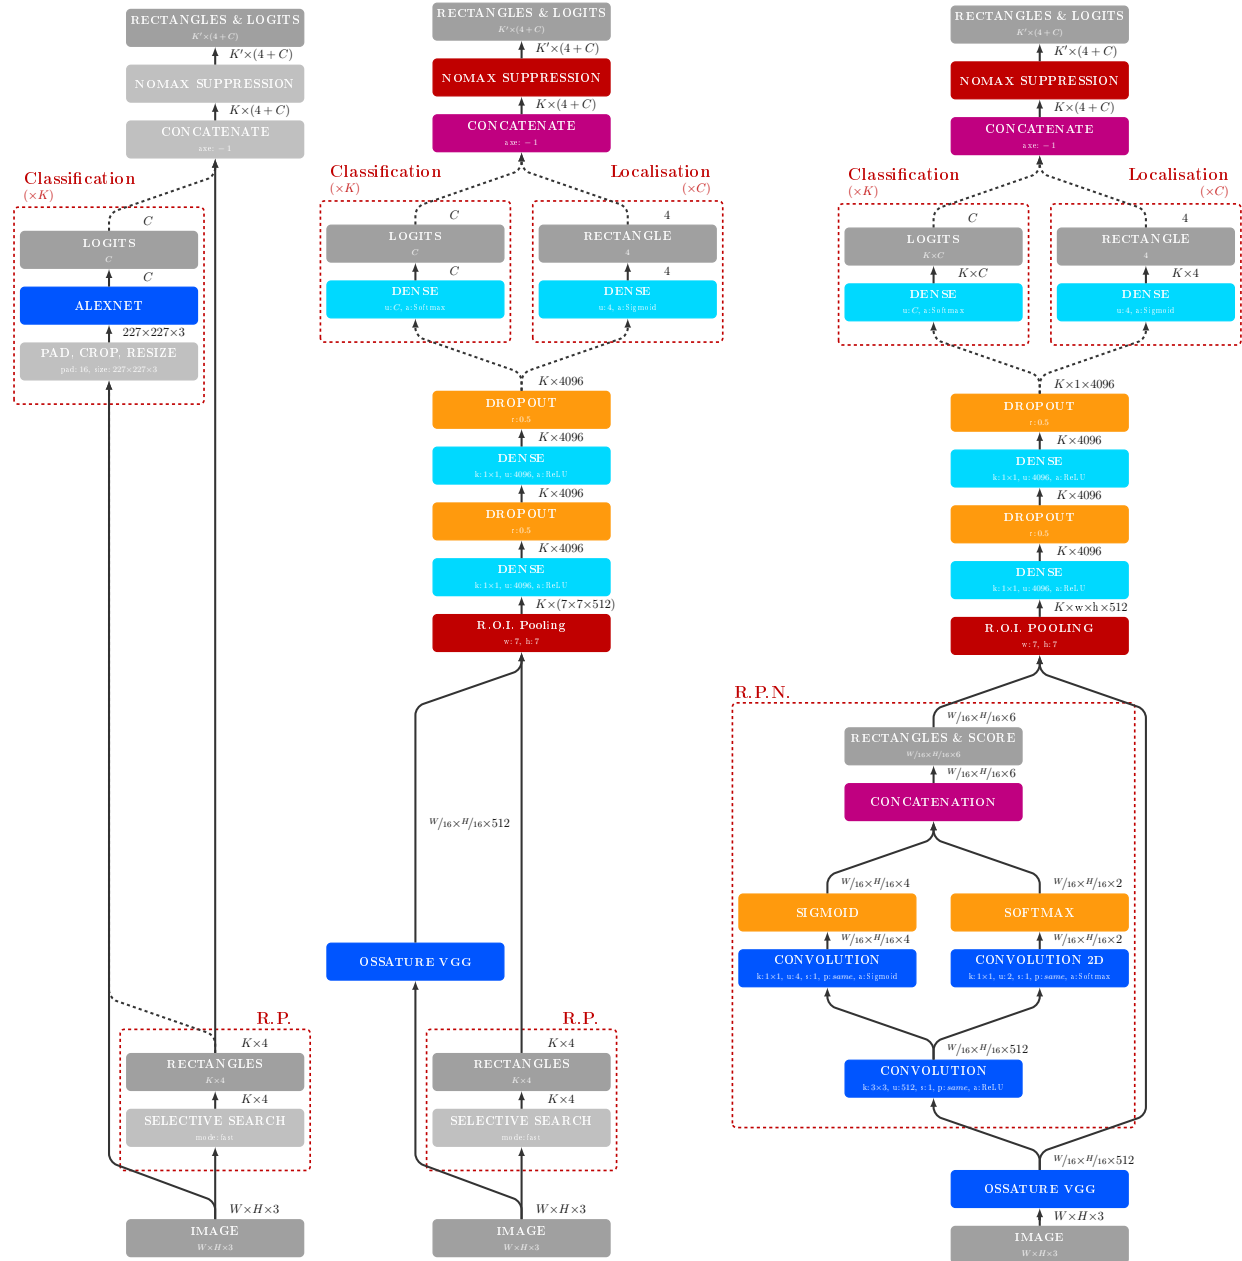 RECTANGLES & LOGITS
K′×(4 + C)
K′×(4 + C)
NOMAX SUPPRESSION
K×(4 + C)
CONCATENATE
axe: − 1
Classification
(×K)
C
LOGITS
C
C
ALEXNET
227×227×3
PAD, CROP, RESIZE
pad: 16, size: 227×227×3
R.P.
K×4
RECTANGLES
K×4
K×4
SELECTIVE SEARCH
mode: fast
W×H×3
IMAGE
W×H×3
RECTANGLES & LOGITS
K′×(4 + C)
K′×(4 + C)
NOMAX SUPPRESSION
K×(4 + C)
CONCATENATE
axe: − 1
Classification
(×K)
C
LOGITS
C
C
DENSE
u: C, a:Softmax
Localisation
(×C)
4
RECTANGLE
4
4
DENSE
u: 4, a:Sigmoid
K×4096
DROPOUT
r: 0.5
K×4096
DENSE
k: 1×1, u: 4096, a:ReLU
K×4096
DROPOUT
r: 0.5
K×4096
DENSE
k: 1×1, u: 4096, a:ReLU
K×(7×7×512)
R.O.I. Pooling
w: 7, h: 7
W/16×H/16×512
OSSATURE VGG
R.P.
K×4
RECTANGLES
K×4
K×4
SELECTIVE SEARCH
mode: fast
W×H×3
IMAGE
W×H×3
RECTANGLES & LOGITS
K′×(4 + C)
K′×(4 + C)
NOMAX SUPPRESSION
K×(4 + C)
CONCATENATE
axe: − 1
Classification
(×K)
C
LOGITS
K×C
K×C
DENSE
u: C, a:Softmax
Localisation
(×C)
4
RECTANGLE
4
K×4
DENSE
u: 4, a:Sigmoid
K×1×4096
DROPOUT
r: 0.5
K×4096
DENSE
k: 1×1, u: 4096, a:ReLU
K×4096
DROPOUT
r: 0.5
K×4096
DENSE
k: 1×1, u: 4096, a:ReLU
K×w×h×512
R.O.I. POOLING
w: 7, h: 7
R.P.N.
W/16×H/16×6
RECTANGLES & SCORE
W/16×H/16×6
W/16×H/16×6
CONCATENATION
W/16×H/16×4
SIGMOID
W/16×H/16×4
CONVOLUTION
k: 1×1, u: 4, s: 1, p: same, a:Sigmoid
W/16×H/16×2
SOFTMAX
W/16×H/16×2
CONVOLUTION 2D
k: 1×1, u: 2, s: 1, p: same, a:Softmax
W/16×H/16×512
CONVOLUTION
k: 3×3, u: 512, s: 1, p: same, a:ReLU
W/16×H/16×512
OSSATURE VGG
W×H×3
IMAGE
W×H×3